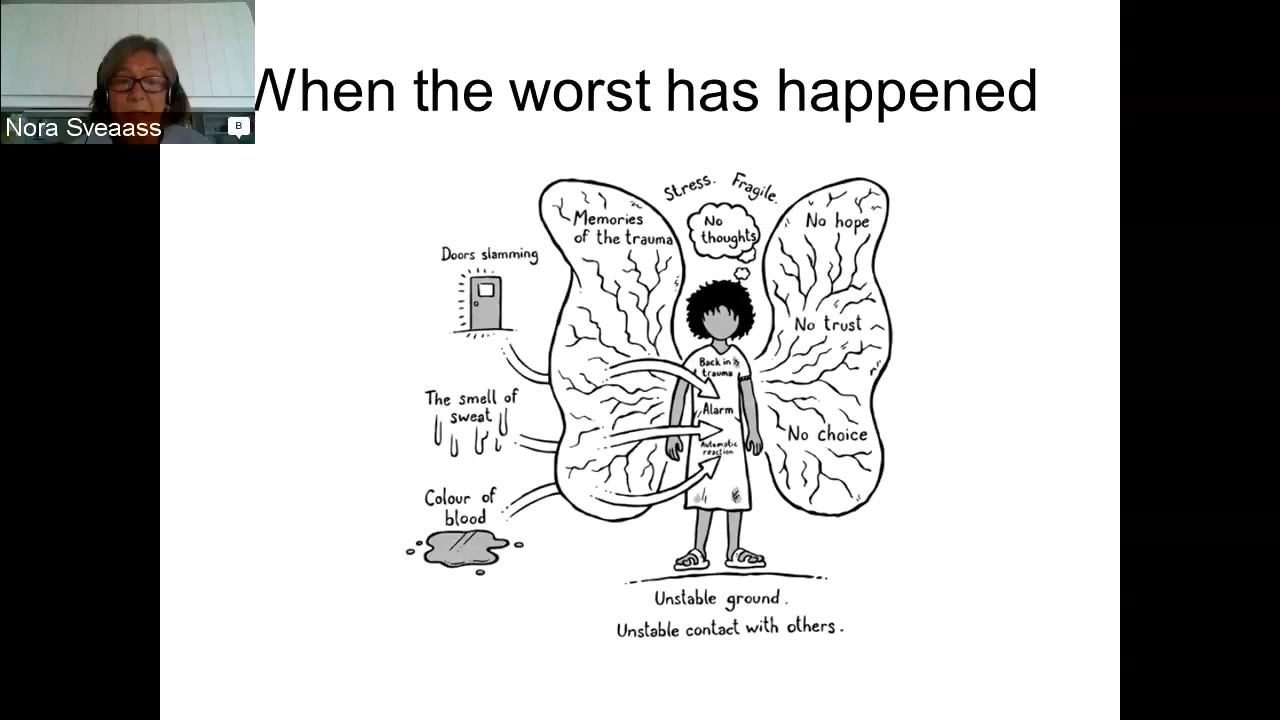 When the worst has happened
Nora Sveaass
B
Stress. Fragile.
No
thoughts
Memories
of the trauma
No hope
Doors slamming
No trust
Back in
trauma
Alarm
Automatic
reaction
The smell of
sweat
No choice
Colour of
blood
Unstable ground.
Unstable contact with others.